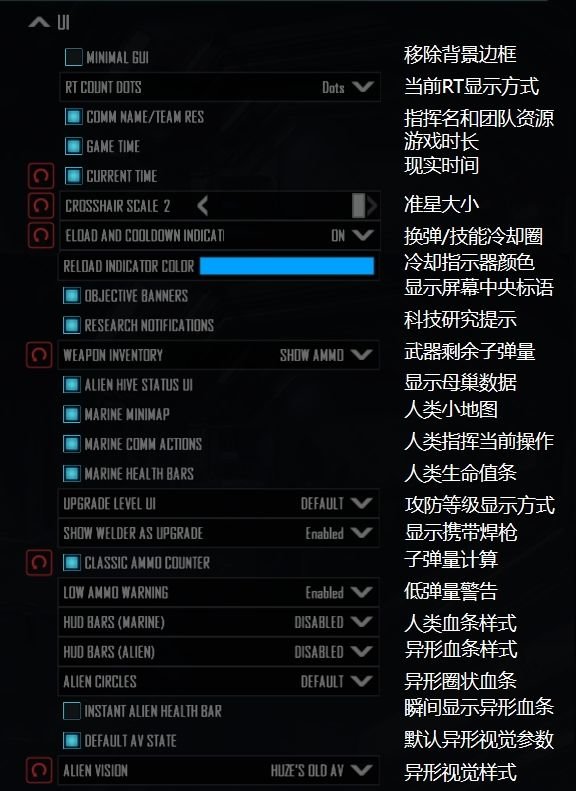 UI
MINIMAL GUI 移除背景边框
RT COUNT DOTS Dots 当前RT显示方式
COMM NAME/TEAM RES 指挥名和团队资源
GAME TIME 游戏时长
CURRENT TIME 现实时间
CROSSHAIR SCALE 2 准星大小
ELOAD AND COOLDOWN INDICATI ON 换弹/技能冷却圈
RELOAD INDICATOR COLOR 冷却指示器颜色
OBJECTIVE BANNERS 显示屏幕中央标语
RESEARCH NOTIFICATIONS 科技研究提示
WEAPON INVENTORY SHOW AMMO 武器剩余子弹量
ALIEN HIVE STATUS UI 显示母巢数据
MARINE MINIMAP 人类小地图
MARINE COMM ACTIONS 人类指挥当前操作
MARINE HEALTH BARS 人类生命值条
UPGRADE LEVEL UI DEFAULT 攻防等级显示方式
SHOW WELDER AS UPGRADE Enabled 显示携带焊枪
CLASSIC AMMO COUNTER 子弹量计算
LOW AMMO WARNING Enabled 低弹量警告
HUD BARS (MARINE) DISABLED 人类血条样式
HUD BARS (ALIEN) DISABLED 异形血条样式
ALIEN CIRCLES DEFAULT 异形圈状血条
INSTANT ALIEN HEALTH BAR 瞬间显示异形血条
DEFAULT AV STATE 默认异形视觉参数
ALIEN VISION HUZE'S OLD AV 异形视觉样式